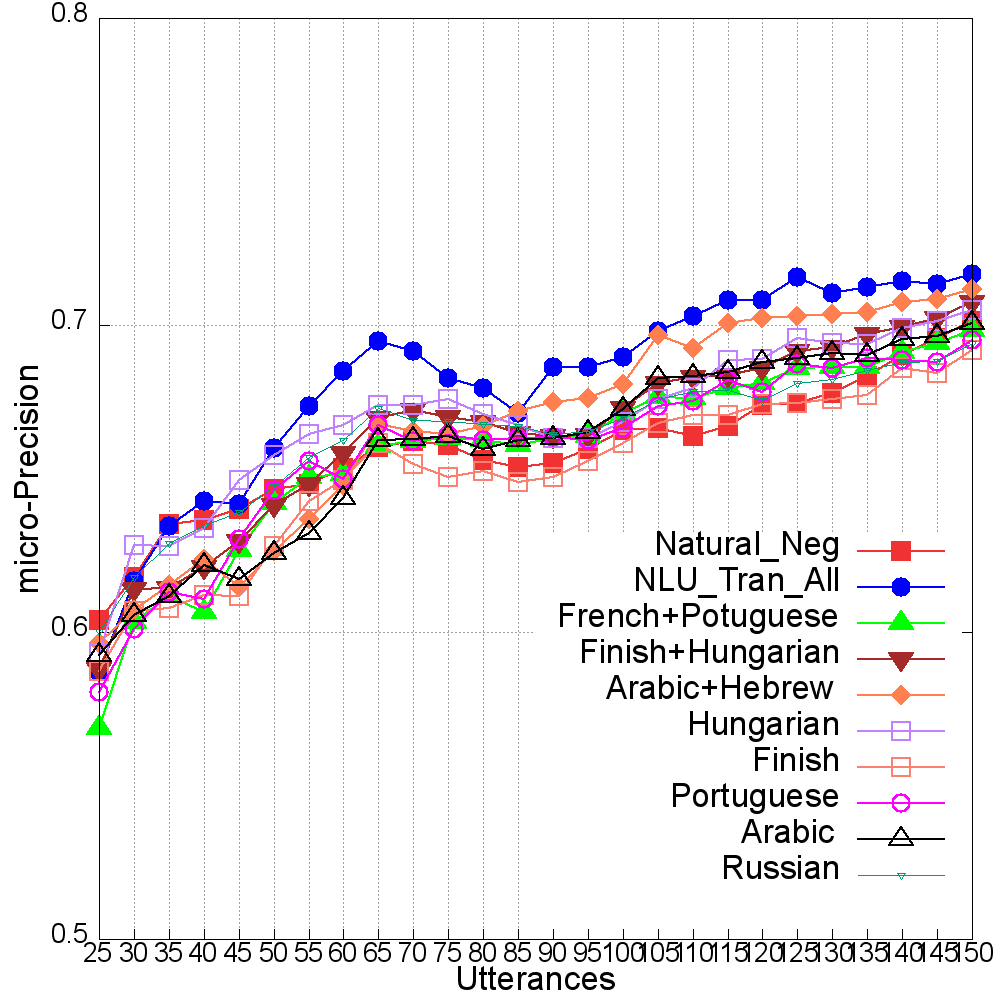 0.8
0.7
0.6
0.5
micro-Precision
Natural_Neg
NLU_Tran_All
French+Potuguese
Finish+Hungarian
Arabic+Hebrew
Hungarian
Finish
Portuguese
Arabic
Russian
25 30 35 40 45 50 55 60 65 70 75 80 85 90 95 100 105 110 115 120 125 130 135 140 145 150
Utterances